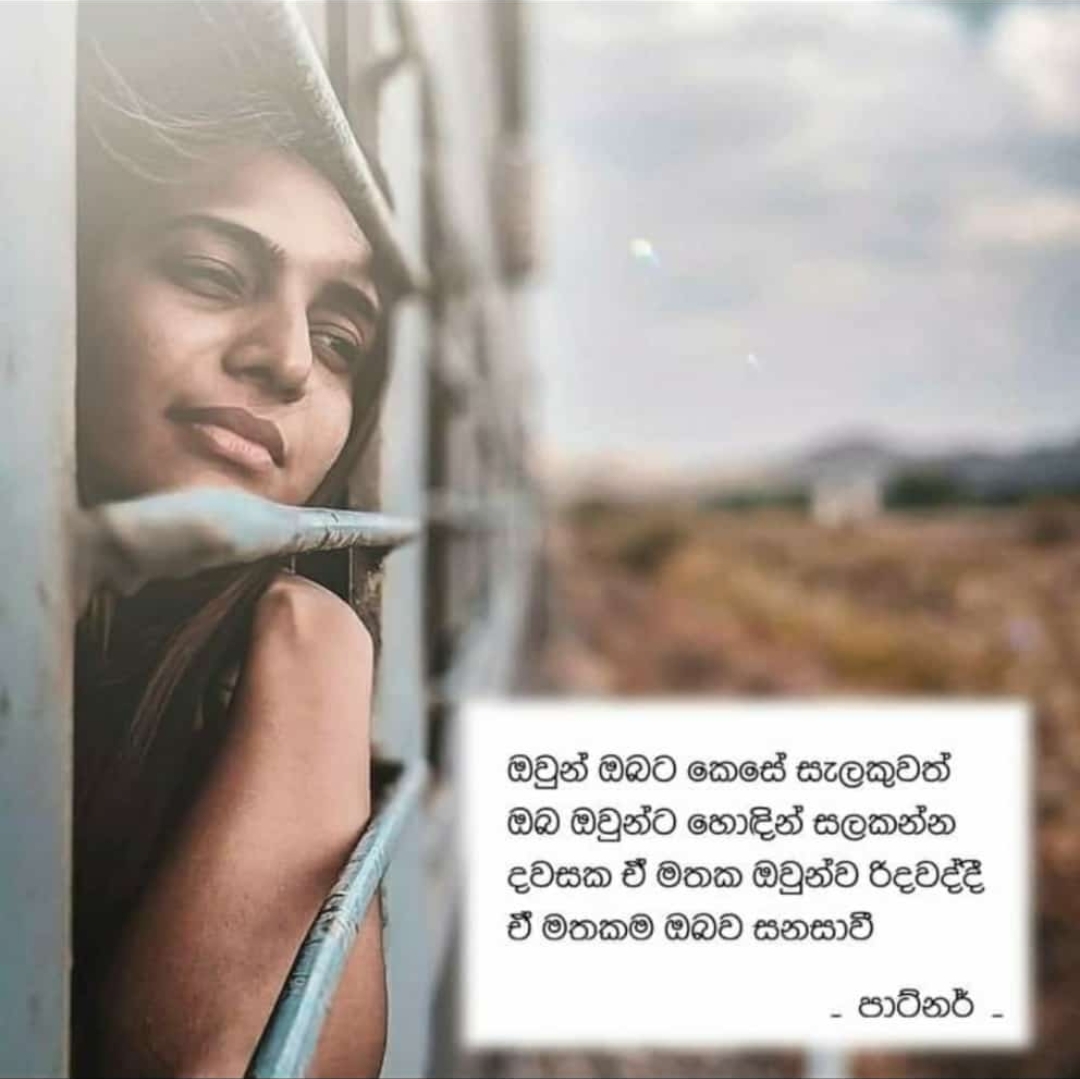 ඔවුන් ඔබට කෙසේ සැලකුවත්
ඔබ ඔවුන්ට හොඳින් සලකන්න
දවසක ඒ මතක ඔවුන්ව රිදවද්දී
ඒ මතකම ඔබව සනසාවී
_ පාට්නර් _